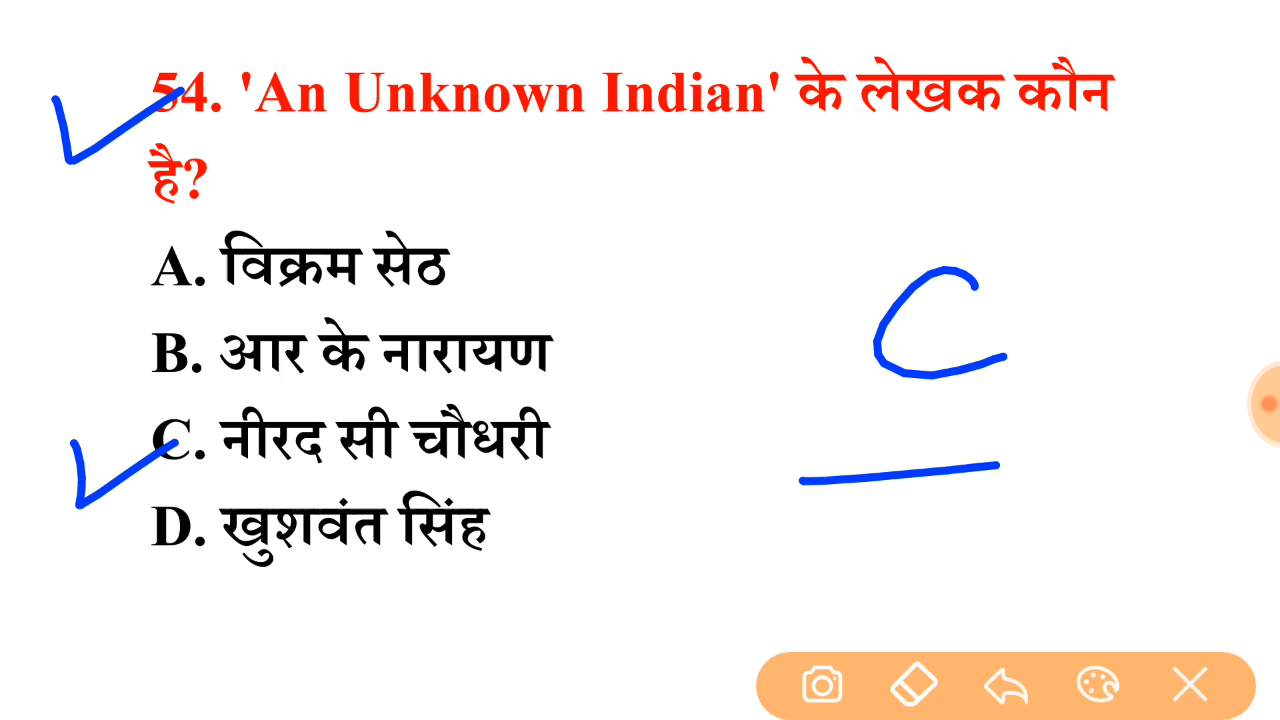 54. 'An Unknown Indian' के लेखक कौन
है?
A. विक्रम सेठ
B. आर के नारायण
C
C. नीरद सी चौधरी
D. खुशवंत सिंह